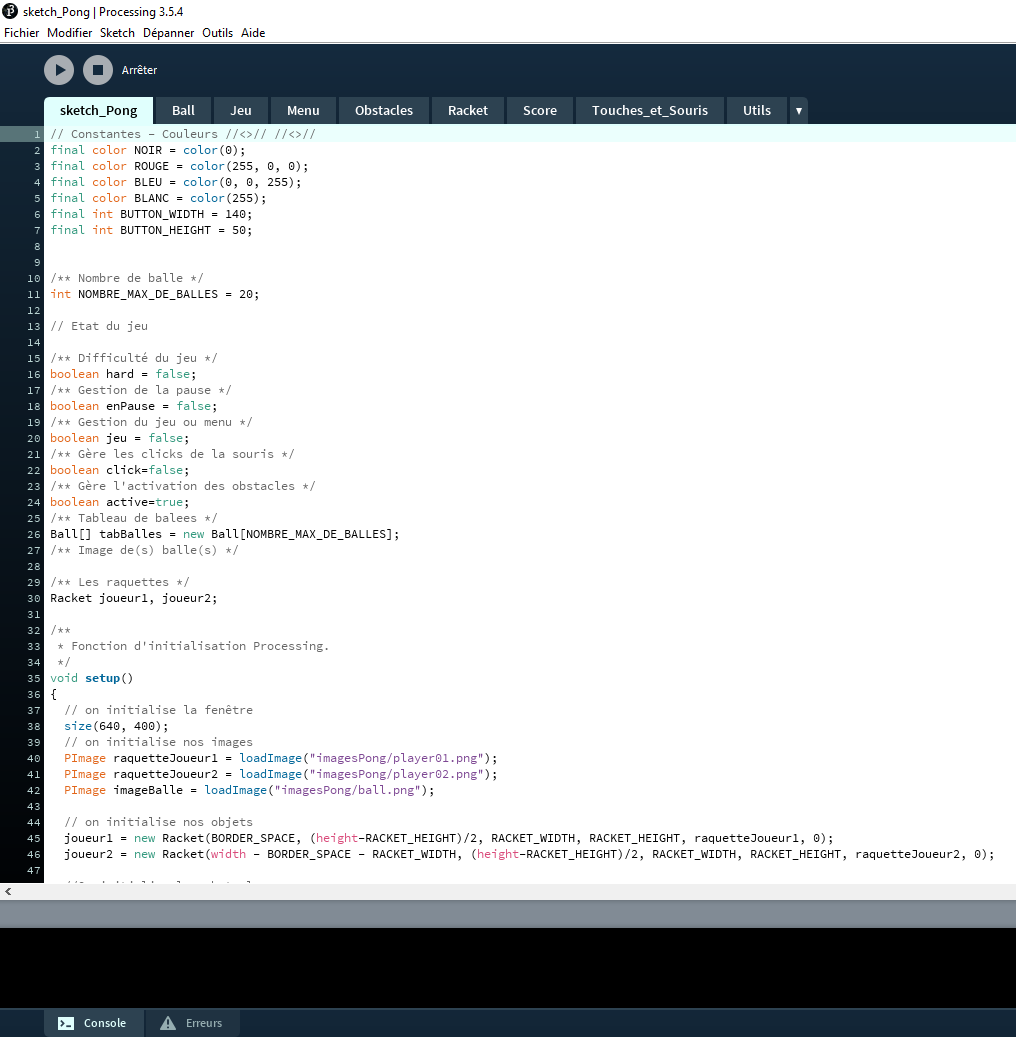 sketch_Pong | Processing 3.5.4
Fichier Modifier Sketch Dépanner Outils Aide
Arrêter
sketch_Pong Ball Jeu Menu Obstacles Racket Score Touches_et_Souris Utils ▼
1 // Constantes - Couleurs //<>// //<>//
2 final color NOIR = color(0);
3 final color ROUGE = color(255, 0, 0);
4 final color BLEU = color(0, 0, 255);
5 final color BLANC = color(255);
6 final int BUTTON_WIDTH = 140;
7 final int BUTTON_HEIGHT = 50;
8
9
10 /** Nombre de balle */
11 int NOMBRE_MAX_DE_BALLES = 20;
12
13 // Etat du jeu
14
15 /** Difficulté du jeu */
16 boolean hard = false;
17 /** Gestion de la pause */
18 boolean enPause = false;
19 /** Gestion du jeu ou menu */
20 boolean jeu = false;
21 /** Gère les clicks de la souris */
22 boolean click=false;
23 /** Gère l'activation des obstacles */
24 boolean active=true;
25 /** Tableau de balees */
26 Ball[] tabBalles = new Ball[NOMBRE_MAX_DE_BALLES];
27 /** Image de(s) balle(s) */
28
29 /** Les raquettes */
30 Racket joueur1, joueur2;
31
32 /**
33 * Fonction d'initialisation Processing.
34 */
35 void setup()
36 {
37 // on initialise la fenêtre
38 size(640, 400);
39 // on initialise nos images
40 PImage raquetteJoueur1 = loadImage("imagesPong/player01.png");
41 PImage raquetteJoueur2 = loadImage("imagesPong/player02.png");
42 PImage imageBalle = loadImage("imagesPong/ball.png");
43
44 // on initialise nos objets
45 joueur1 = new Racket(BORDER_SPACE, (height-RACKET_HEIGHT)/2, RACKET_WIDTH, RACKET_HEIGHT, raquetteJoueur1, 0);
46 joueur2 = new Racket(width - BORDER_SPACE - RACKET_WIDTH, (height-RACKET_HEIGHT)/2, RACKET_WIDTH, RACKET_HEIGHT, raquetteJoueur2, 0);
47
Console Erreurs